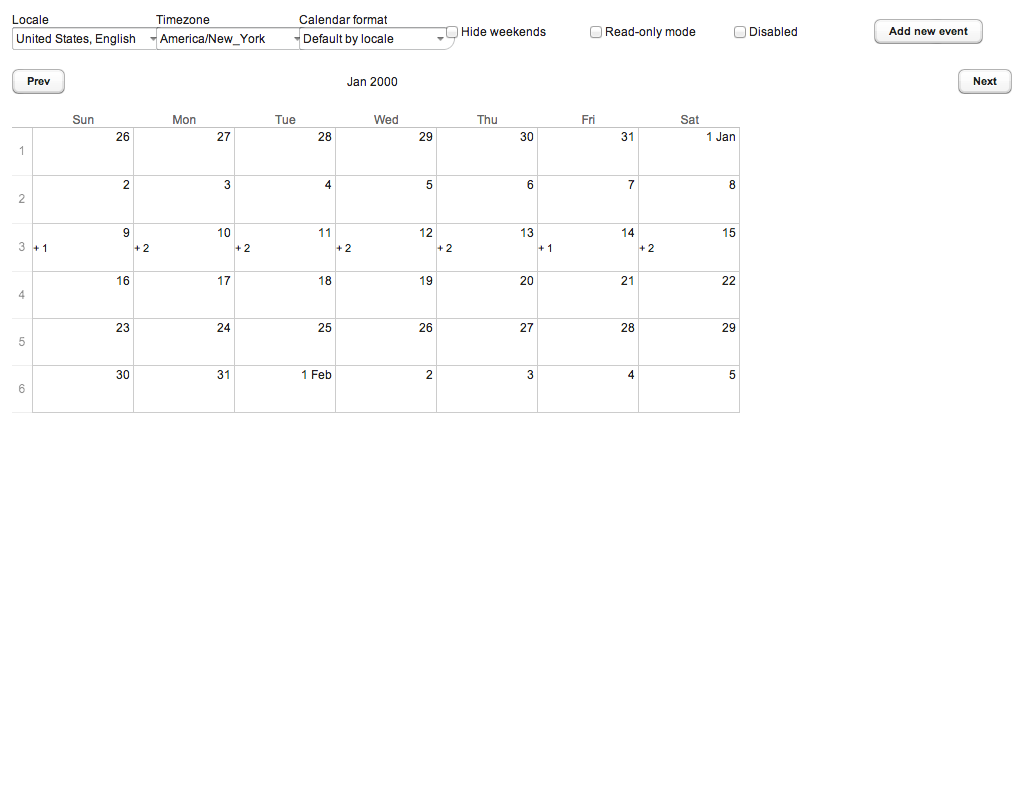 Locale Timezone Calendar format
United States, English America/New_York Default by locale Hide weekends Read-only mode Disabled Add new event
Prev Jan 2000 Next
Sun Mon Tue Wed Thu Fri Sat
1 26 27 28 29 30 31 1 Jan
2 2 3 4 5 6 7 8
9 10 11 12 13 14 15
3 + 1 + 2 + 2 + 2 + 2 + 1 + 2
4 16 17 18 19 20 21 22
5 23 24 25 26 27 28 29
6 30 31 1 Feb 2 3 4 5